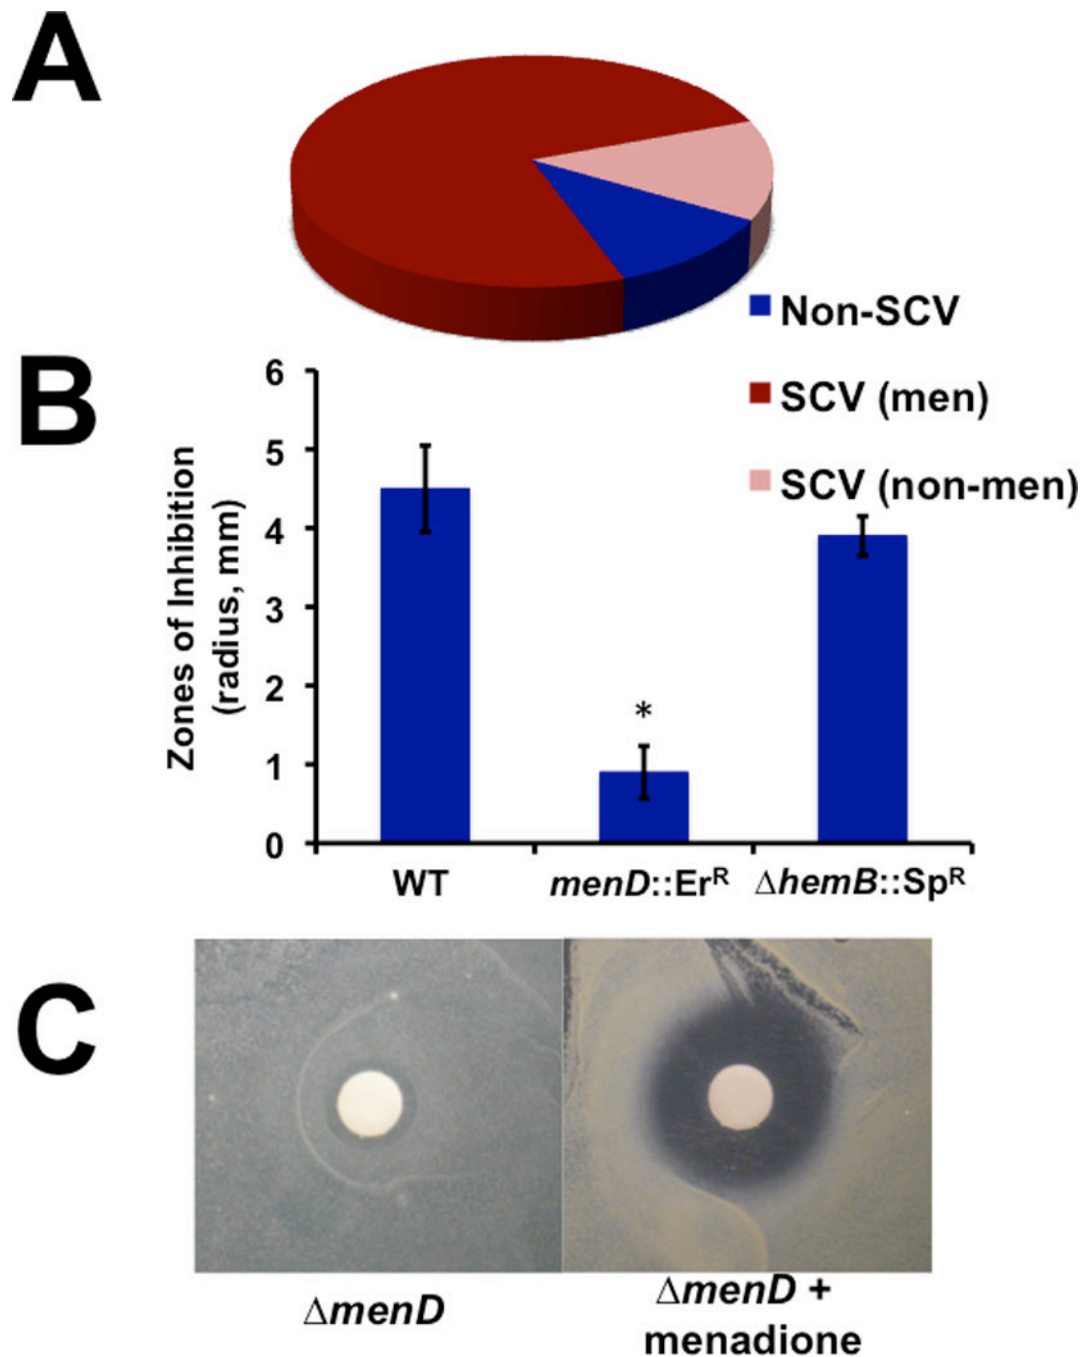 A
Non-SCV
SCV (men)
SCV (non-men)
B
Zones of Inhibition
(radius, mm)
6
5
4
3
2
1
0
*
WT
menD::Erᴿ
ΔhemB::Spᴿ
C
ΔmenD
ΔmenD +
menadione